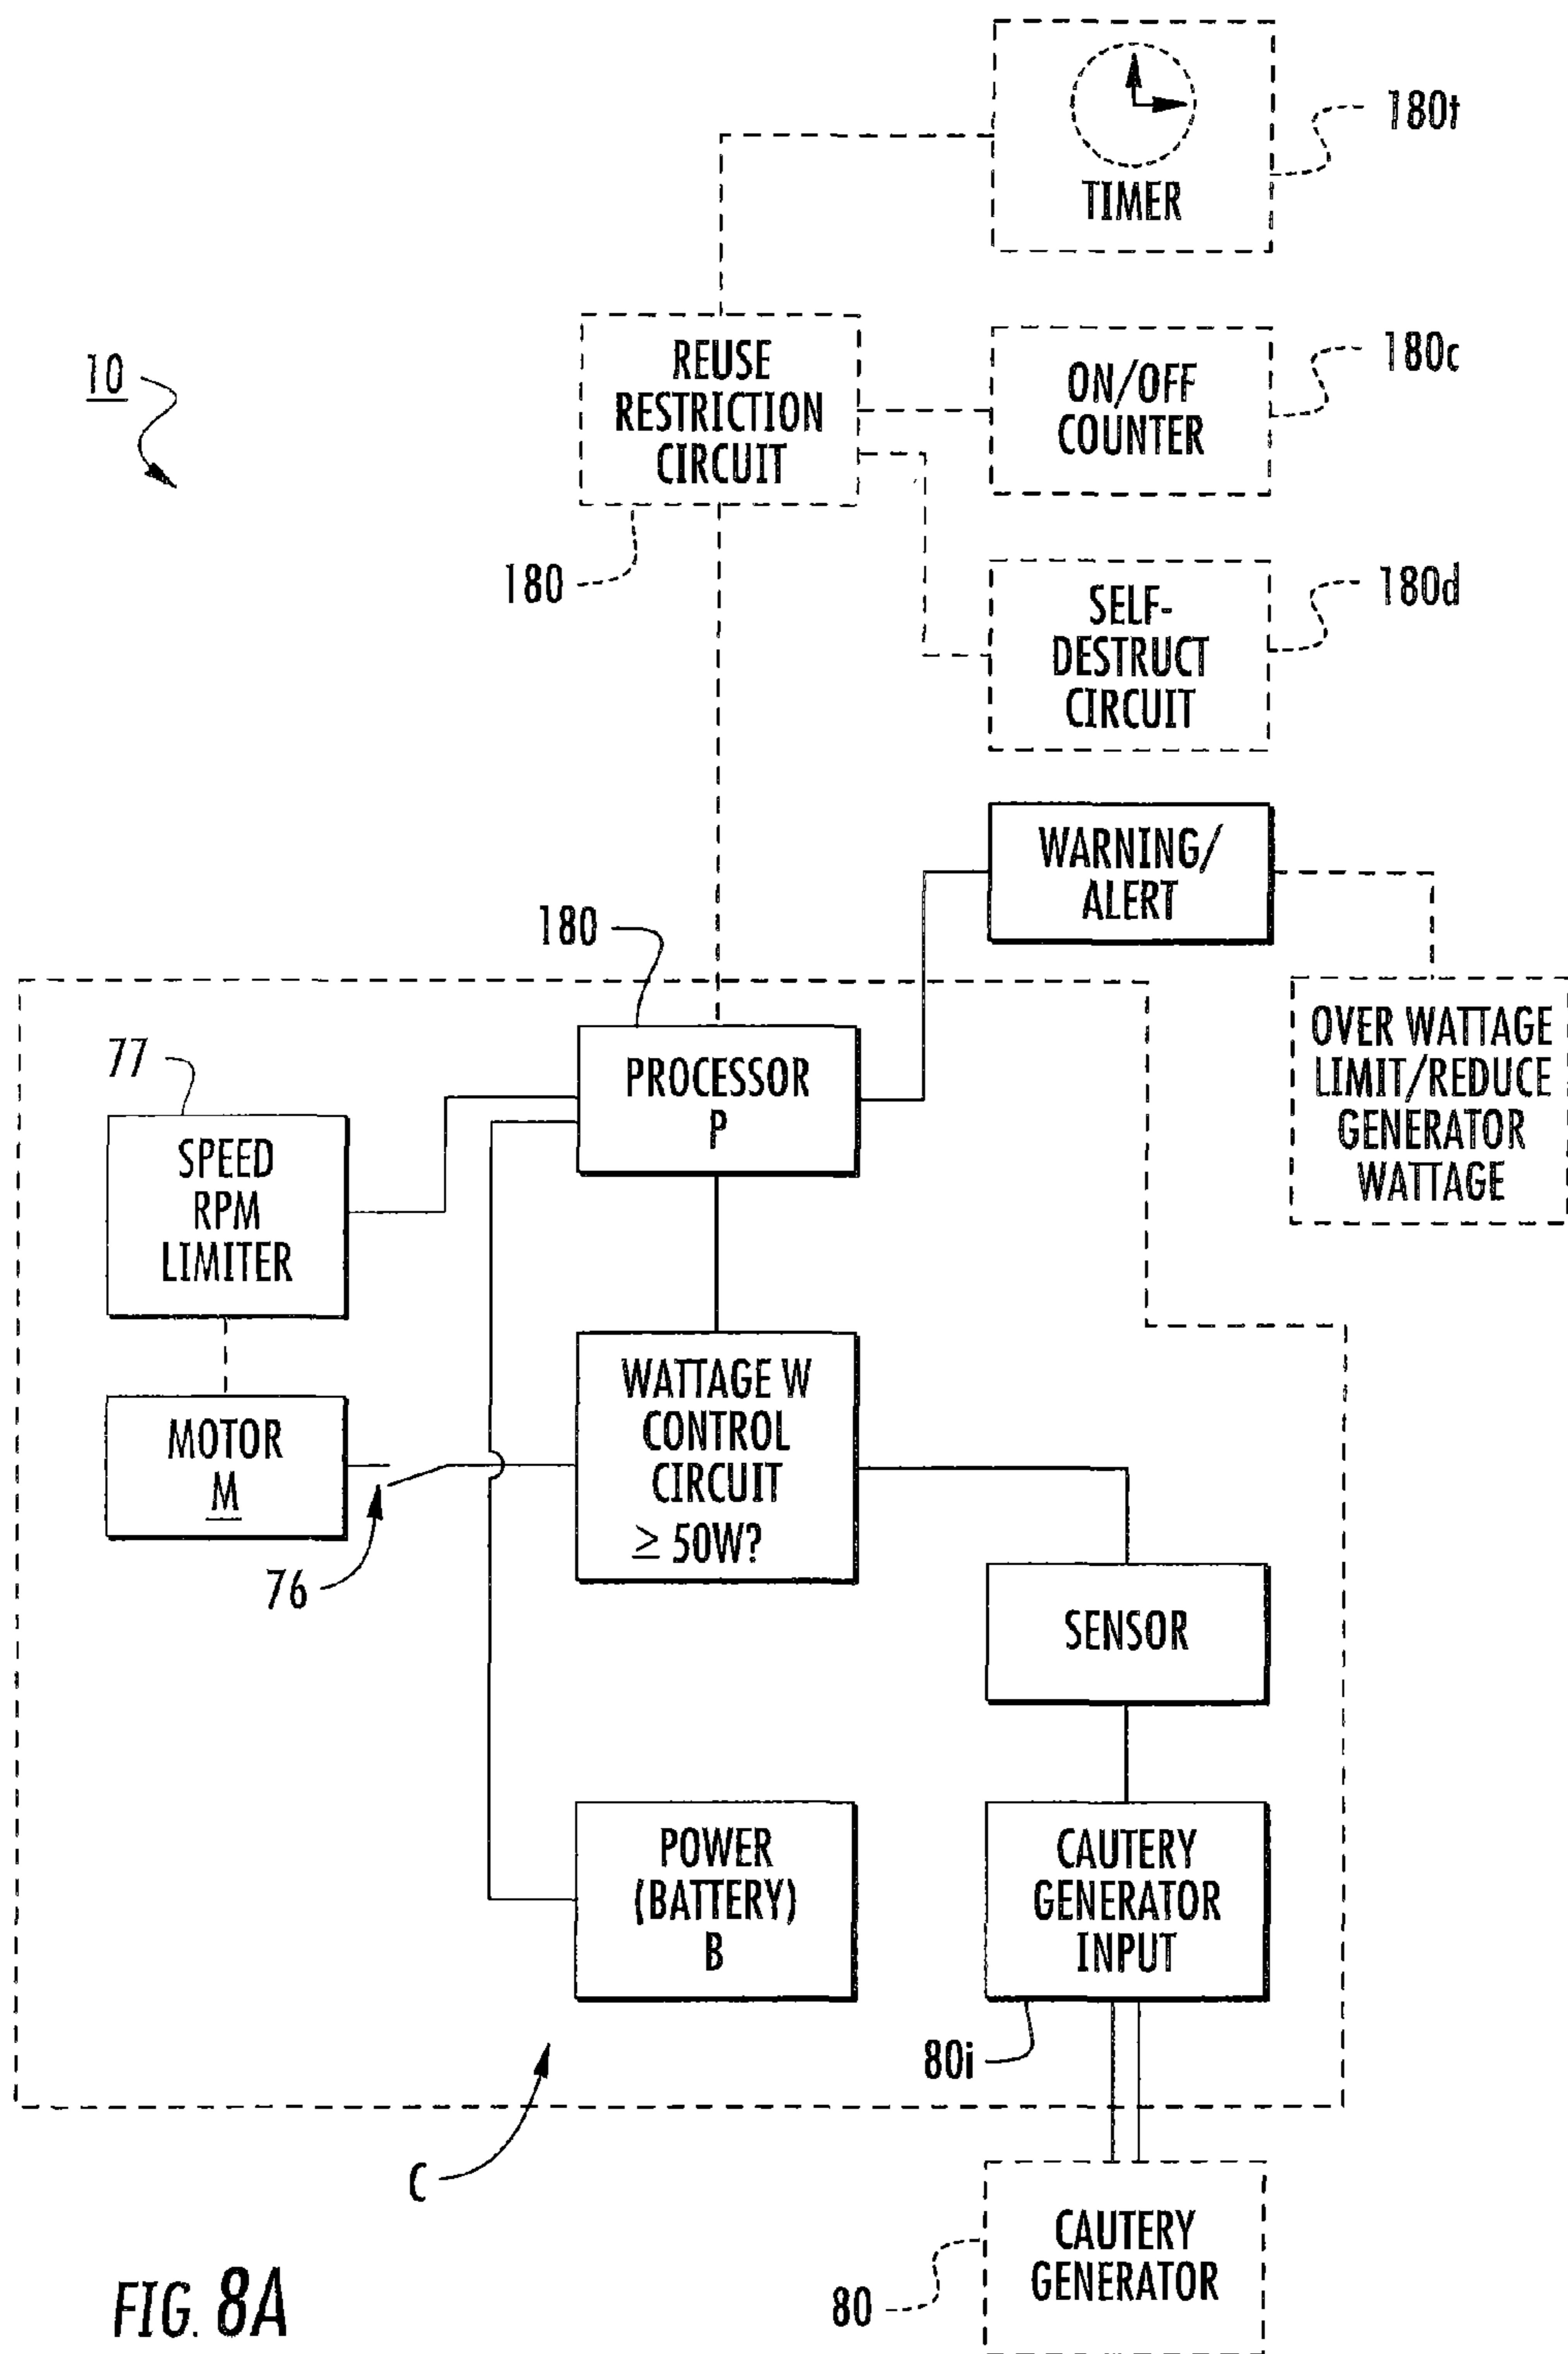 180t
TIMER
10
REUSE
RESTRICTION
CIRCUIT
180
ON/OFF
COUNTER
180c
SELF-
DESTRUCT
CIRCUIT
180d
WARNING/
ALERT
OVER WATTAGE
LIMIT/REDUCE
GENERATOR
WATTAGE
180
PROCESSOR
P
77
SPEED
RPM
LIMITER
MOTOR
M
76
WATTAGE W
CONTROL
CIRCUIT
≥ 50W?
SENSOR
POWER
(BATTERY)
B
CAUTERY
GENERATOR
INPUT
80i
C
CAUTERY
GENERATOR
80
FIG. 8A